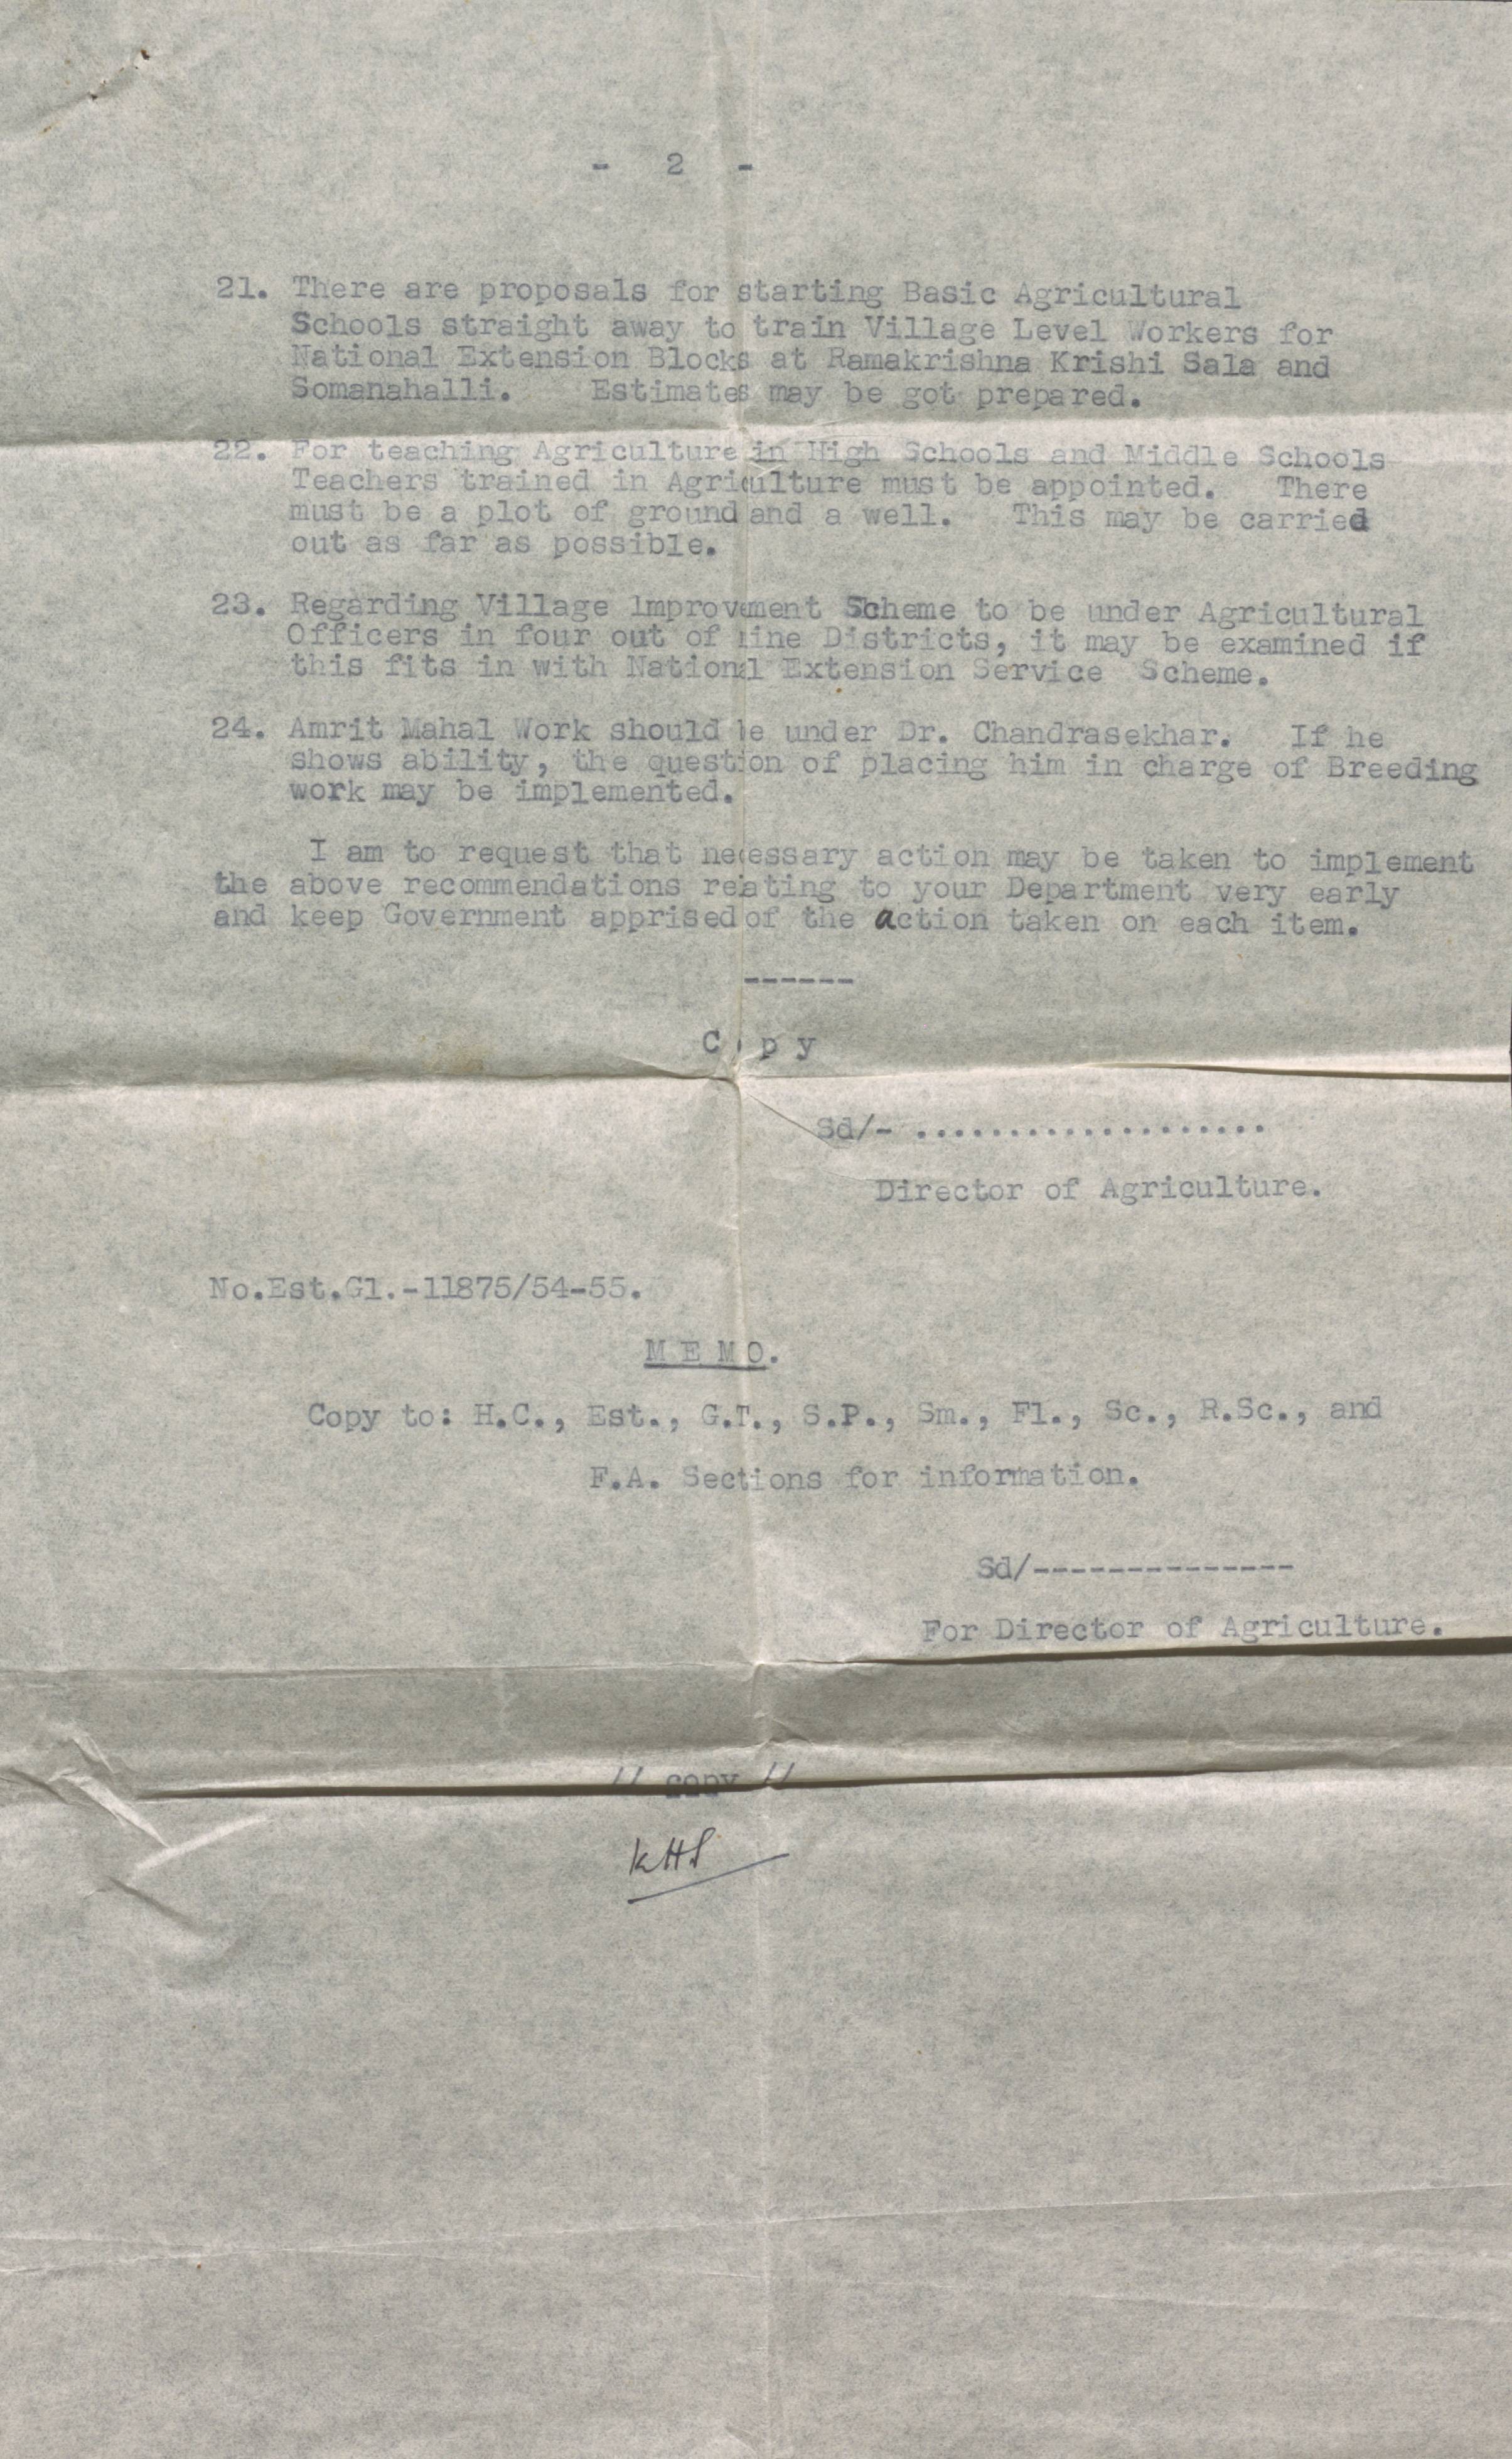 - 2 -
21. There are proposals for starting Basic Agricultural
Schools straight away to train Village Level Workers for
National Extension Blocks at Ramakrishna Krishi Sala and
Somanahalli. Estimates may be got prepared.
22. For teaching Agriculture in High Schools and Middle Schools
Teachers trained in Agriculture must be appointed. There
must be a plot of ground and a well. This may be carried
out as far as possible.
23. Regarding Village Improvement Scheme to be under Agricultural
Officers in four out of nine Districts, it may be examined if
this fits in with National Extension Service Scheme.
24. Amrit Mahal Work should be under Dr. Chandrasekhar. If he
shows ability, the question of placing him in charge of Breeding
work may be implemented.
I am to request that necessary action may be taken to implement
the above recommendations relating to your Department very early
and keep Government apprised of the action taken on each item.
------
C o p y
Sd/- ...................
Director of Agriculture.
No.Est.Gl.-11875/54-55.
M E M O.
Copy to: H.C., Est., G.T., S.P., Sm., Fl., Sc., R.Sc., and
F.A. Sections for information.
Sd/--------------
For Director of Agriculture.
// copy //
KHS